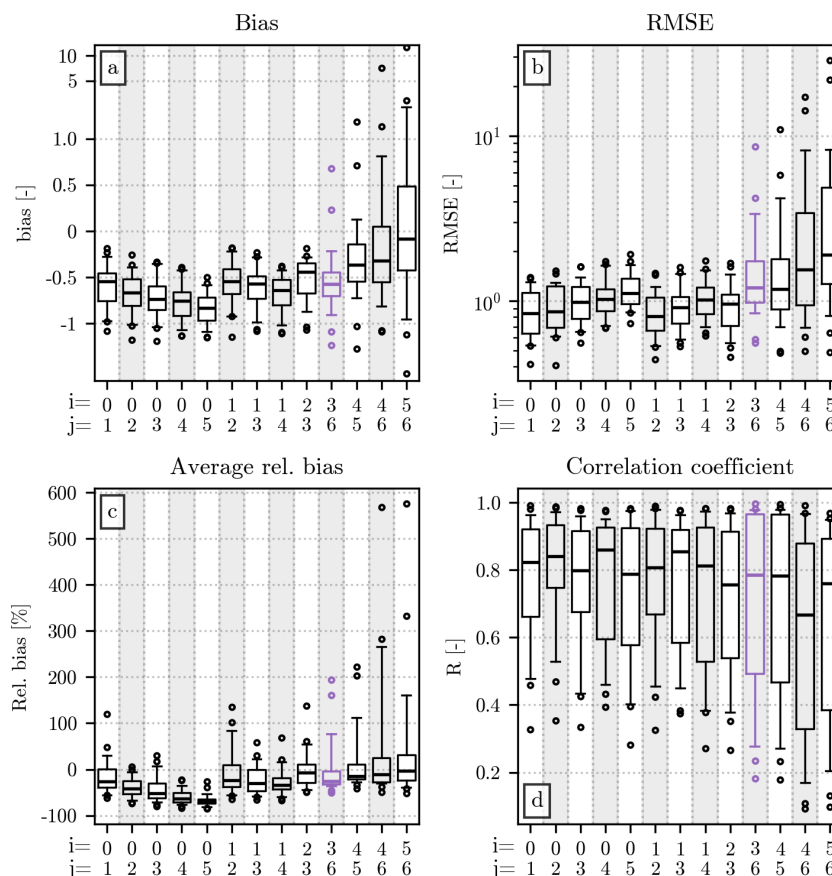 Bias
a
10
5
1.0
0.5
0
-0.5
-1
bias [-]
i= 0 0 0 0 0 1 1 1 2 3 4 4 5
j= 1 2 3 4 5 2 3 4 3 6 5 6 6
RMSE
b
10¹
10⁰
RMSE [-]
i= 0 0 0 0 0 1 1 1 2 3 4 4 5
j= 1 2 3 4 5 2 3 4 3 6 5 6 6
Average rel. bias
c
600
500
400
300
200
100
0
-100
Rel. bias [%]
i= 0 0 0 0 0 1 1 1 2 3 4 4 5
j= 1 2 3 4 5 2 3 4 3 6 5 6 6
Correlation coefficient
1.0
0.8
0.6
0.4
0.2
R [-]
d
i= 0 0 0 0 0 1 1 1 2 3 4 4 5
j= 1 2 3 4 5 2 3 4 3 6 5 6 6